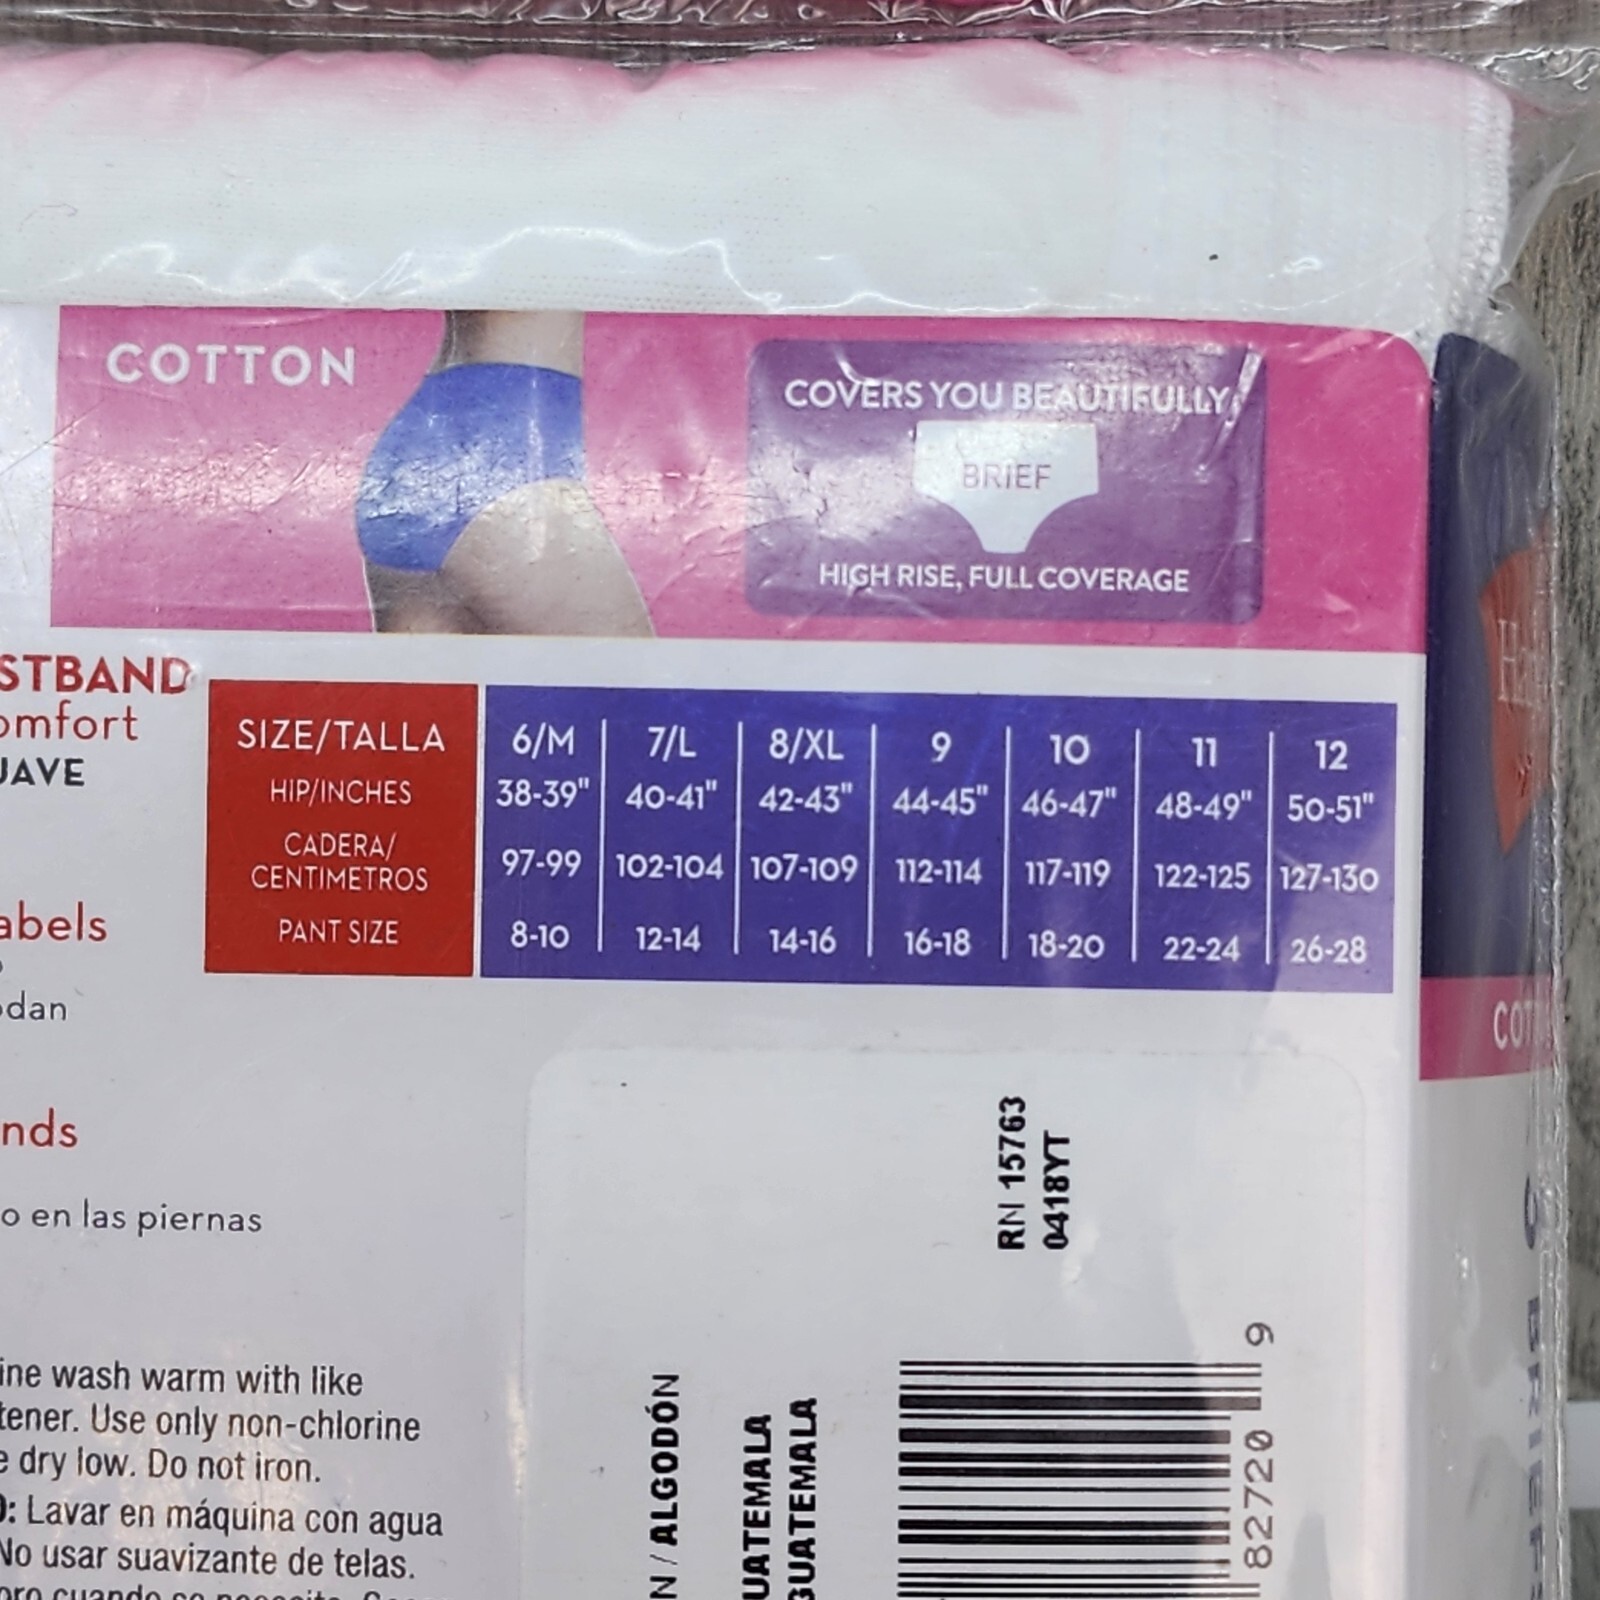 COTTON
COVERS YOU BEAUTIFULLY
BRIEF
HIGH RISE, FULL COVERAGE
STBAND
omfort
UAVE
SIZE/TALLA 6/M 7/L 8/XL 9 10 11 12
HIP/INCHES 38-39" 40-41" 42-43" 44-45" 46-47" 48-49" 50-51"
CADERA/
CENTIMETROS 97-99 102-104 107-109 112-114 117-119 122-125 127-130
PANT SIZE 8-10 12-14 14-16 16-18 18-20 22-24 26-28
abels
odan
nds
o en las piernas
RN 15763
0418YT
ine wash warm with like
tener. Use only non-chlorine
e dry low. Do not iron.
O: Lavar en máquina con agua
No usar suavizante de telas.
N / ALGODÓN
UATEMALA
GUATEMALA
82720 9
COTT
BRIEFS